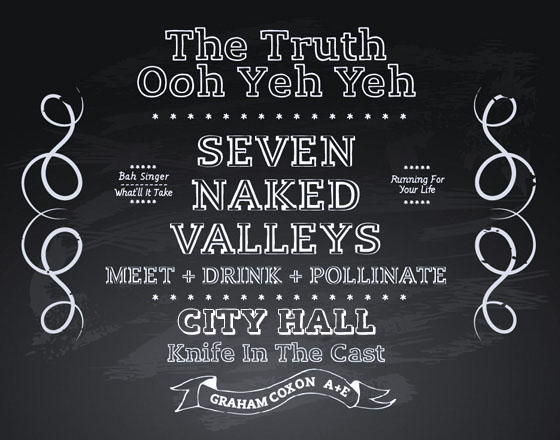 The Truth
Ooh Yeh Yeh
SEVEN
NAKED
VALLEYS
Bah Singer
What'll It Take
Running For
Your Life
MEET + DRINK + POLLINATE
CITY HALL
Knife In The Cast
GRAHAM COXON A+E